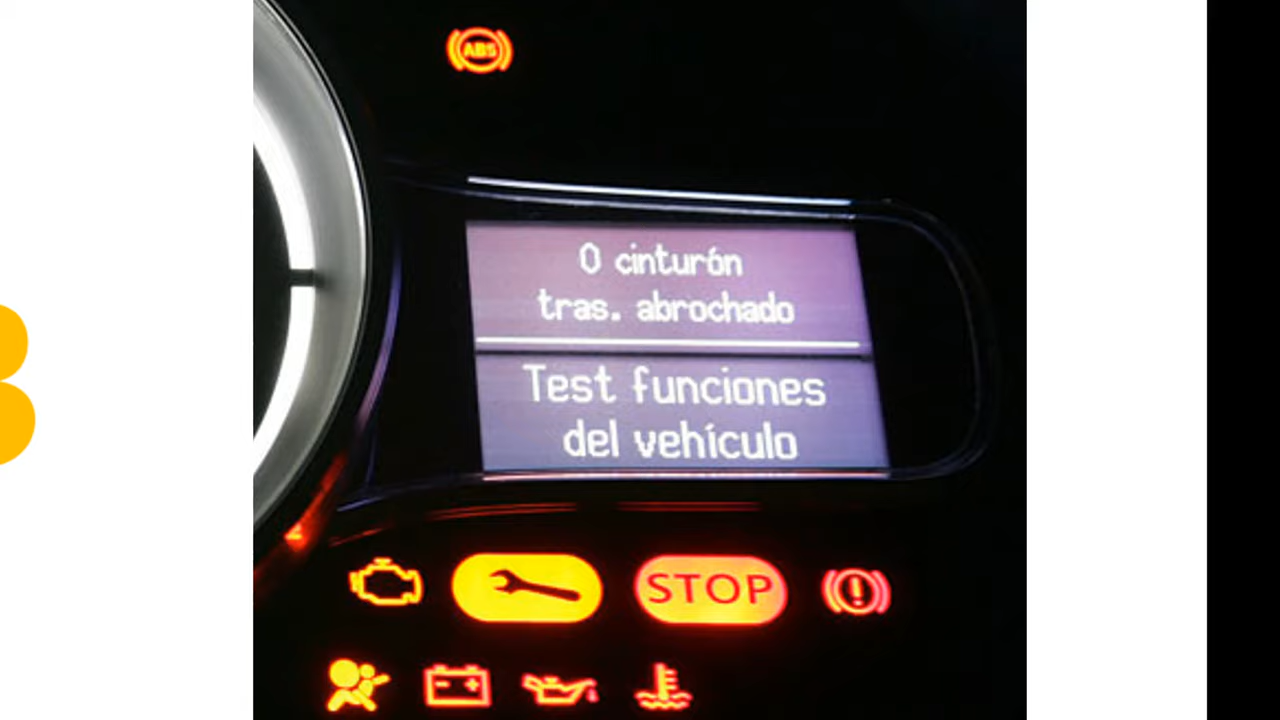 ABS
0 cinturón
tras. abrochado
Test funciones
del vehículo
STOP